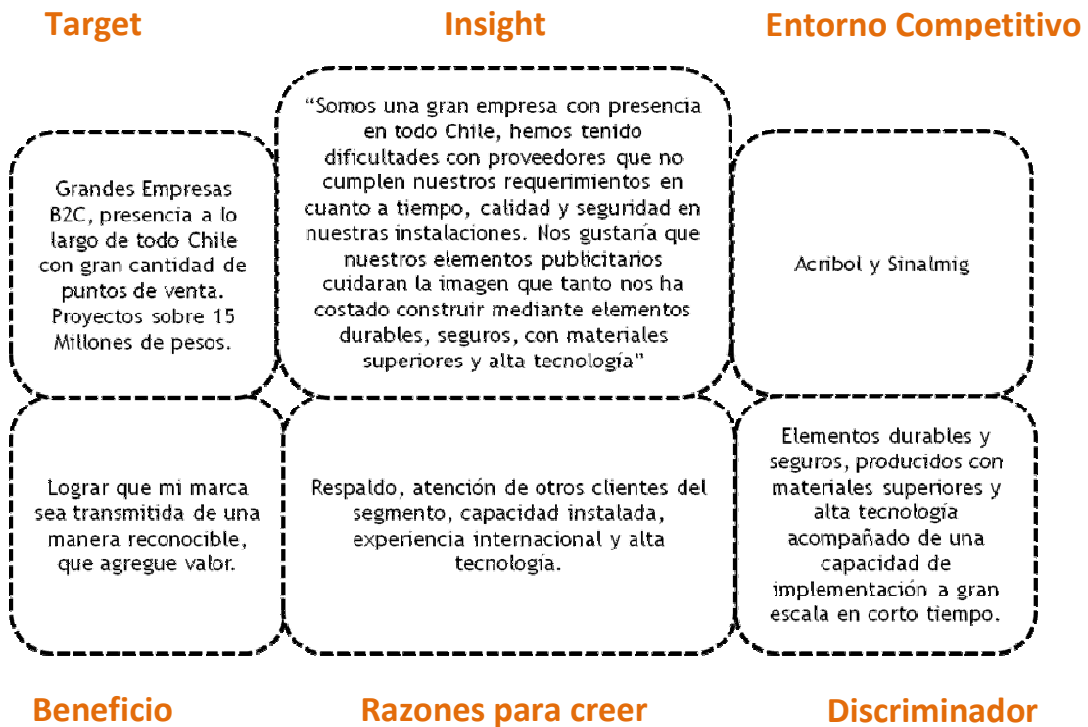 Target
Insight
Entorno Competitivo
Grandes Empresas
B2C, presencia a lo
largo de todo Chile
con gran cantidad de
puntos de venta.
Proyectos sobre 15
Millones de pesos.
“Somos una gran empresa con presencia
en todo Chile, hemos tenido
dificultades con proveedores que no
cumplen nuestros requerimientos en
cuanto a tiempo, calidad y seguridad en
nuestras instalaciones. Nos gustaría que
nuestros elementos publicitarios
cuidaran la imagen que tanto nos ha
costado construir mediante elementos
durables, seguros, con materiales
superiores y alta tecnología”
Acribol y Sinalmig
Lograr que mi marca
sea transmitida de una
manera reconocible,
que agregue valor.
Respaldo, atención de otros clientes del
segmento, capacidad instalada,
experiencia internacional y alta
tecnología.
Elementos durables y
seguros, producidos con
materiales superiores y
alta tecnología
acompañado de una
capacidad de
implementación a gran
escala en corto tiempo.
Beneficio
Razones para creer
Discriminador